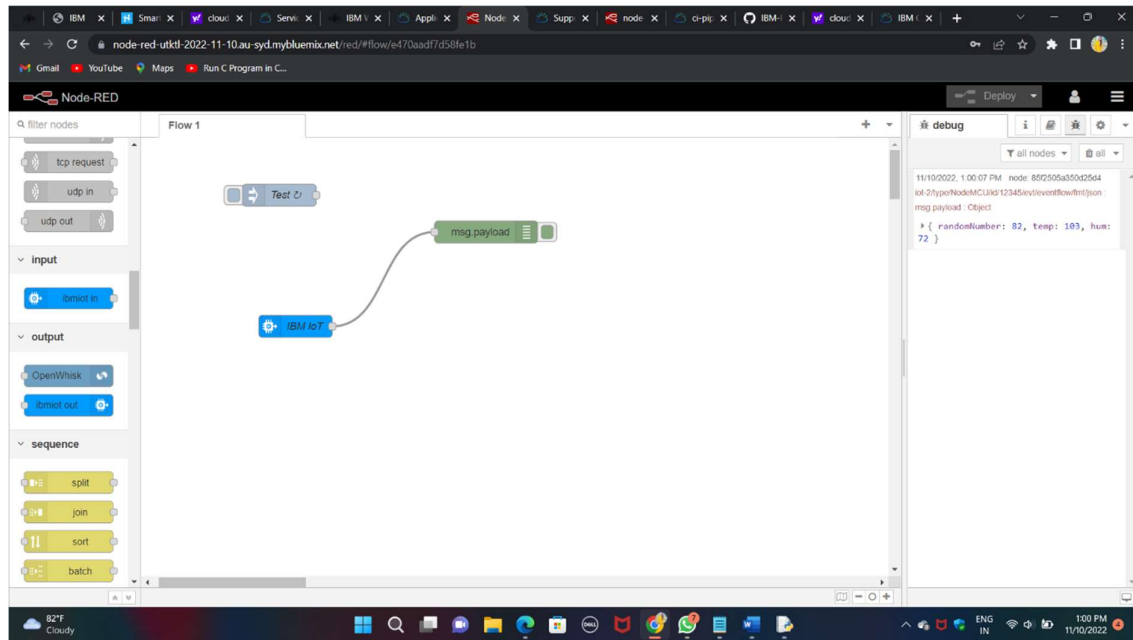 IBM
Smar
cloud
Servic
IBM V
Appli
Node
Supp
node
ci-pip
IBM-
cloud
IBM C
node-red-utktl-2022-11-10.au-syd.mybluemix.net/red/#flow/e470aadf7d58fe1b
Gmail YouTube Maps Run C Program in C...
Node-RED Deploy
filter nodes
Flow 1
debug
all nodes all
tcp request
udp in
udp out
input
ibmiot in
output
OpenWhisk
ibmiot out
sequence
split
join
sort
batch
Test ↻
msg.payload
IBM IoT
11/10/2022, 1:00:07 PM node: 85f2505a350d25d4
iot-2/type/NodeMCU/id/12345/evt/eventflow/fmt/json :
msg.payload : Object
{ randomNumber: 82, temp: 103, hum:
72 }
82°F
Cloudy
DELL
ENG
IN
1:00 PM
11/10/2022
4